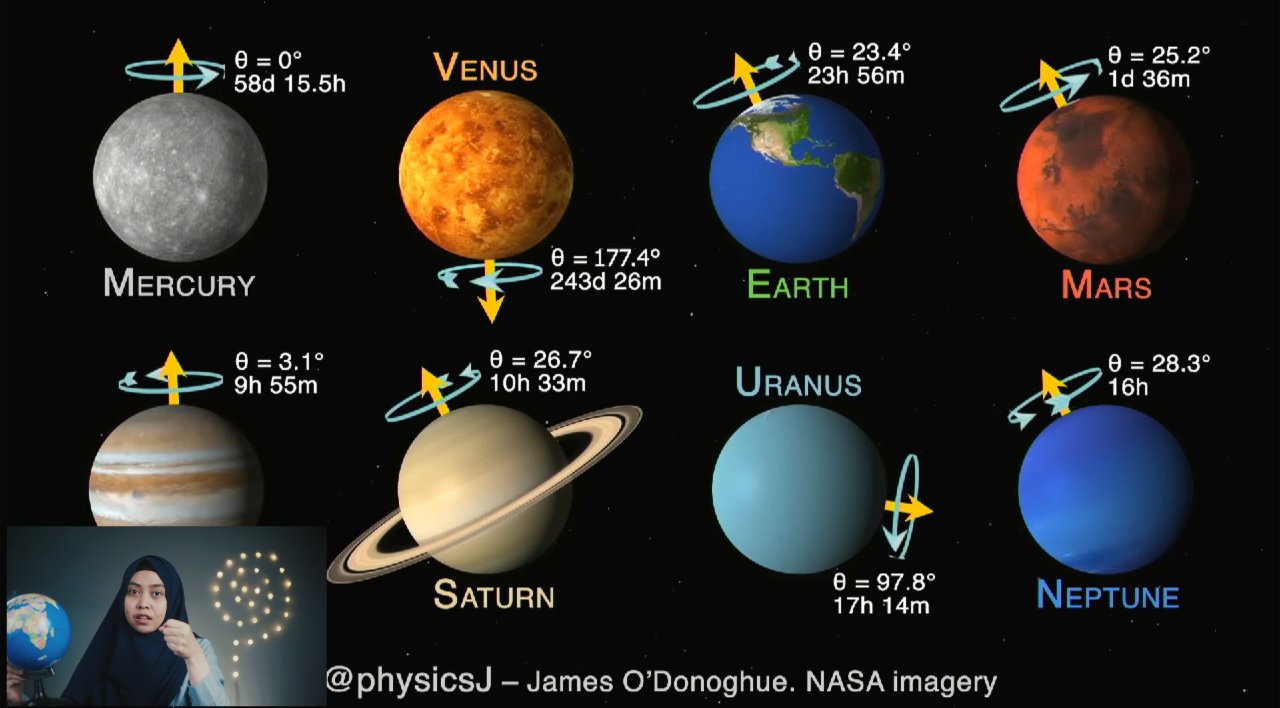 θ = 0°
58d 15.5h
MERCURY
VENUS
θ = 177.4°
243d 26m
θ = 23.4°
23h 56m
EARTH
θ = 25.2°
1d 36m
MARS
θ = 3.1°
9h 55m
θ = 26.7°
10h 33m
SATURN
URANUS
θ = 97.8°
17h 14m
θ = 28.3°
16h
NEPTUNE
@physicsJ – James O'Donoghue. NASA imagery